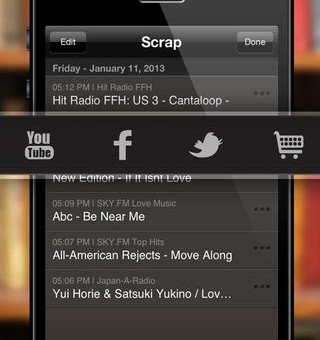 Edit
Scrap
Done
Friday - January 11, 2013
05:12 PM | Hit Radio FFH
Hit Radio FFH: US 3 - Cantaloop -
You
Tube
New Edition - If It Isnt Love
05:09 PM | SKY.FM Love Music
Abc - Be Near Me
05:07 PM | SKY.FM Top Hits
All-American Rejects - Move Along
05:06 PM | Japan-A-Radio
Yui Horie & Satsuki Yukino / Lov…